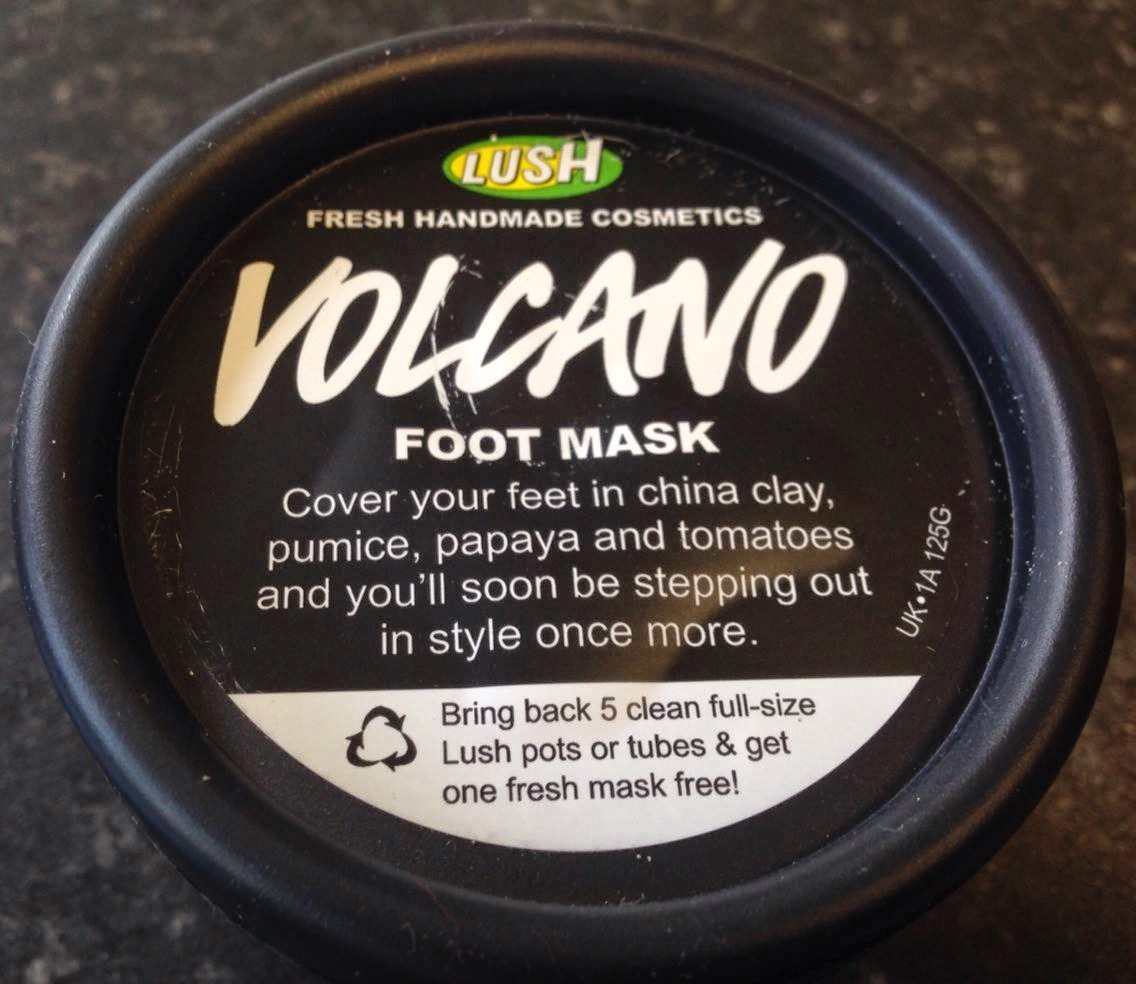 LUSH
FRESH HANDMADE COSMETICS
VOLCANO
FOOT MASK
Cover your feet in china clay,
pumice, papaya and tomatoes
and you'll soon be stepping out
in style once more.
UK•1A 125G
Bring back 5 clean full-size
Lush pots or tubes & get
one fresh mask free!